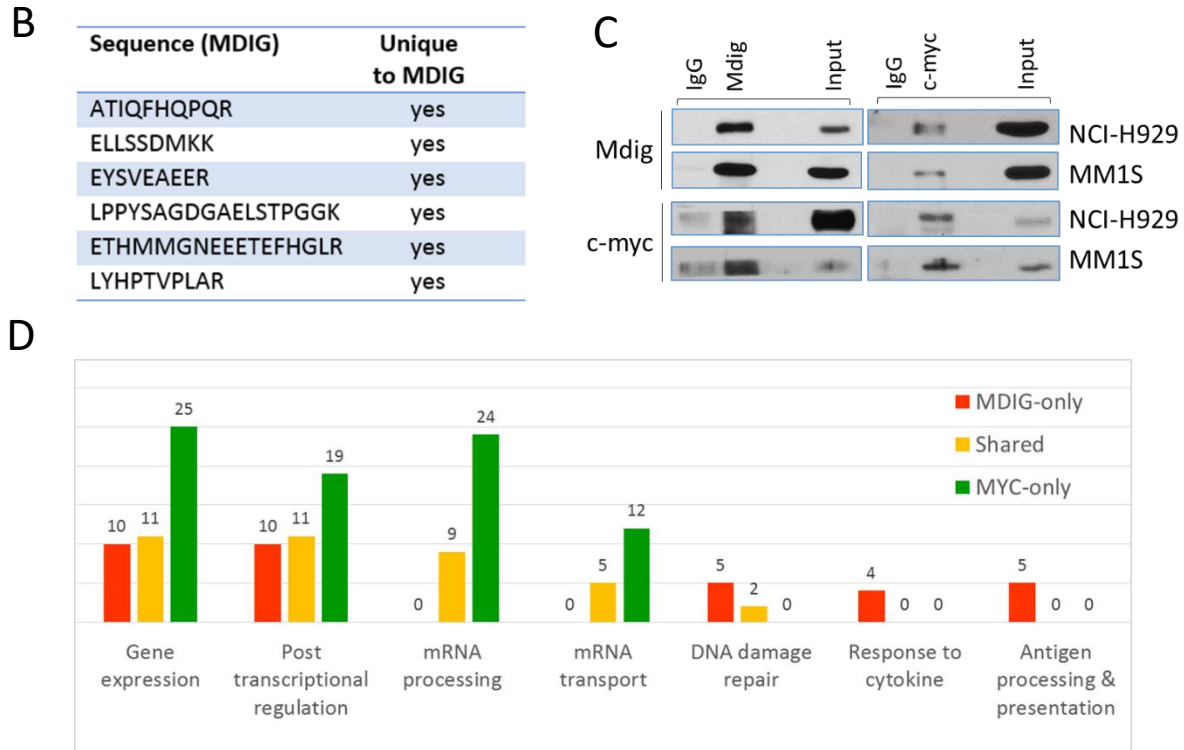 B
Sequence (MDIG) Unique
to MDIG
ATIQFHQPQR yes
ELLSSDMKK yes
EYSVEAEER yes
LPPYSAGDGAELSTPGGK yes
ETHMMGNEEETEFHGLR yes
LYHPTVPLAR yes
C
IgG Mdig Input IgG c-myc Input
Mdig
NCI-H929
MM1S
c-myc
NCI-H929
MM1S
D
MDIG-only
Shared
MYC-only
10 11 25
10 11 19
0 9 24
0 5 12
5 2 0
4 0 0
5 0 0
Gene
expression
Post
transcriptional
regulation
mRNA
processing
mRNA
transport
DNA damage
repair
Response to
cytokine
Antigen
processing &
presentation